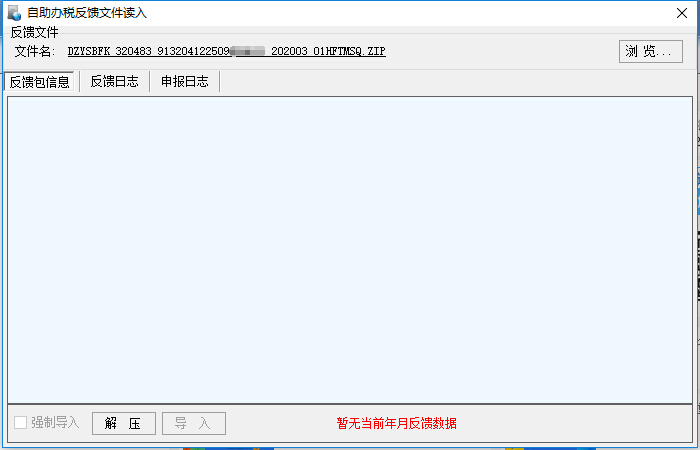 自助办税反馈文件读入
反馈文件
文件名: DZYSBFK_320483_913204122509 _202003_01HFTMSQ.ZIP 浏 览...
反馈包信息 反馈日志 申报日志
强制导入 解 压 导 入 暂无当前年月反馈数据